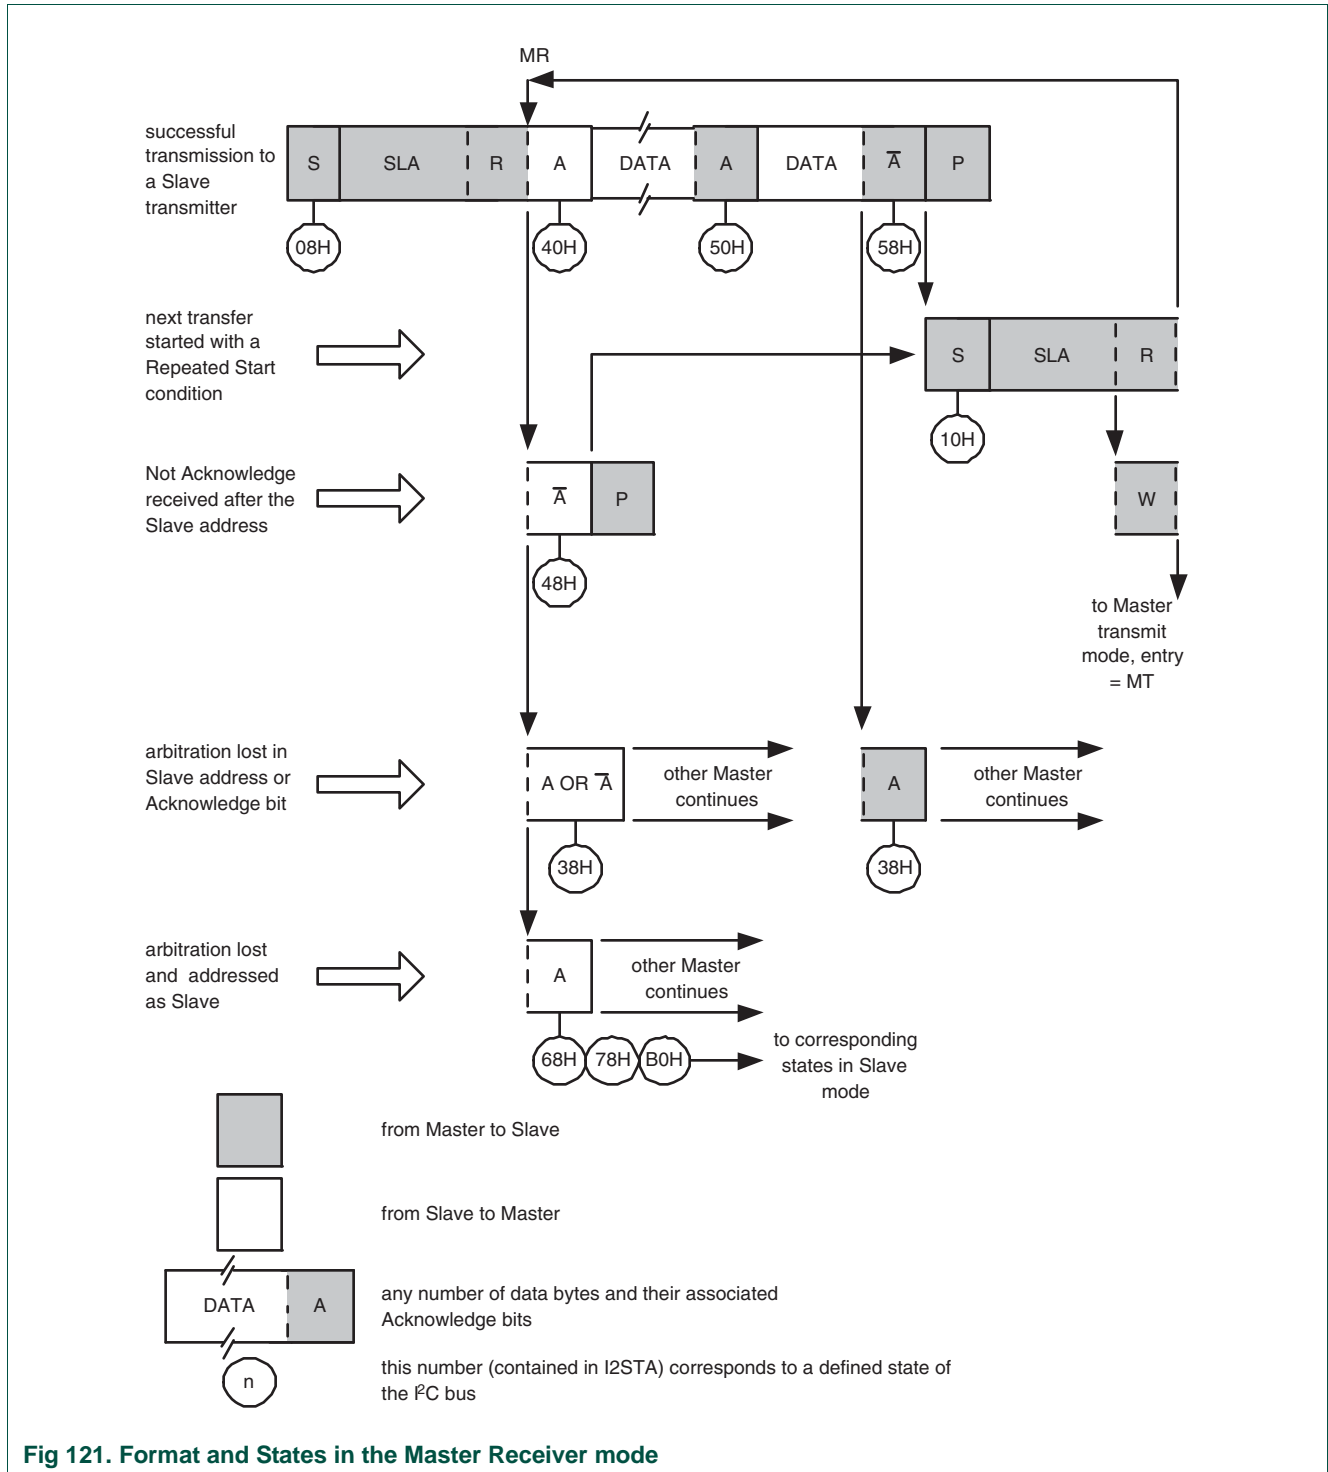 MR
successful
transmission to
a Slave
transmitter
S SLA R A DATA A DATA A̅ P
08H 40H 50H 58H
next transfer
started with a
Repeated Start
condition
S SLA R
10H
Not Acknowledge
received after the
Slave address
A̅ P
W
48H
to Master
transmit
mode, entry
= MT
arbitration lost in
Slave address or
Acknowledge bit
A OR A̅
other Master
continues
A
other Master
continues
38H 38H
arbitration lost
and addressed
as Slave
A
other Master
continues
68H 78H B0H
to corresponding
states in Slave
mode
from Master to Slave
from Slave to Master
DATA A
any number of data bytes and their associated
Acknowledge bits
n
this number (contained in I2STA) corresponds to a defined state of
the I²C bus
Fig 121. Format and States in the Master Receiver mode